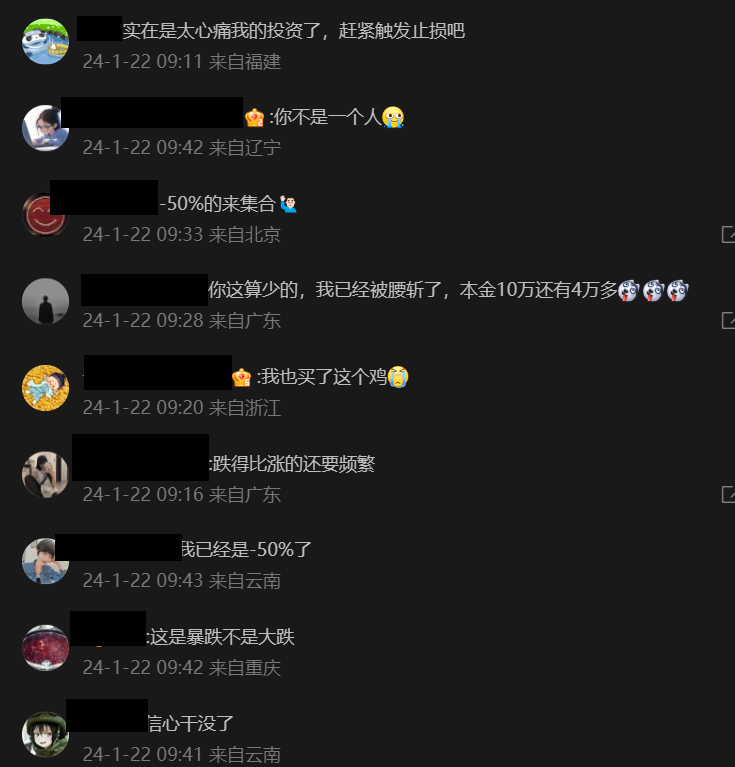 实在是太心痛我的投资了，赶紧触发止损吧
24-1-22 09:11 来自福建
:你不是一个人
24-1-22 09:42 来自辽宁
-50%的来集合
24-1-22 09:33 来自北京
你这算少的，我已经被腰斩了，本金10万还有4万多
24-1-22 09:28 来自广东
:我也买了这个鸡
24-1-22 09:20 来自浙江
:跌得比涨的还要频繁
24-1-22 09:16 来自广东
我已经是-50%了
24-1-22 09:43 来自云南
:这是暴跌不是大跌
24-1-22 09:42 来自重庆
信心干没了
24-1-22 09:41 来自云南